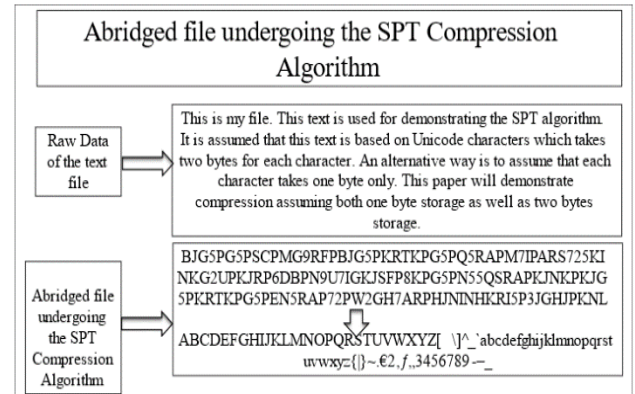 Abridged file undergoing the SPT Compression
Algorithm
Raw Data
of the text
file
This is my file. This text is used for demonstrating the SPT algorithm.
It is assumed that this text is based on Unicode characters which takes
two bytes for each character. An alternative way is to assume that each
character takes one byte only. This paper will demonstrate
compression assuming both one byte storage as well as two bytes
storage.
Abridged file
undergoing
the SPT
Compression
Algorithm
BJG5PG5PSCPMG9RFPBJG5PKRTKPG5PQ5RAPM7IPARS725KI
NKG2UPKJRP6DBPN9U7IGKJSFP8KPG5PN55QSRAPKJNKPKJG
5PKRTKPG5PEN5RAP72PW2GH7ARPHJNINHKRI5P3JGHJPKNL
ABCDEFGHIJKLMNOPQRSTUVWXYZ[ \]^_`abcdefghijklmnopqrst
uvwxyz{|}~.€2‚ƒ„3456789 -–_